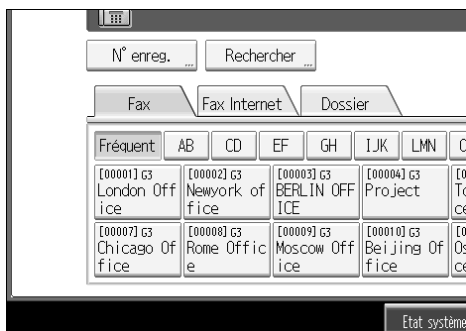 N° enreg. ... Rechercher ...
Fax Fax Internet Dossier
Fréquent AB CD EF GH IJK LMN
[00001] G3 [00002] G3 [00003] G3 [00004] G3
London Off Newyork of BERLIN OFF Project
ice fice ICE
[00007] G3 [00008] G3 [00009] G3 [00010] G3
Chicago Of Rome Offic Moscow Off Beijing Of
fice e ice fice
Etat système